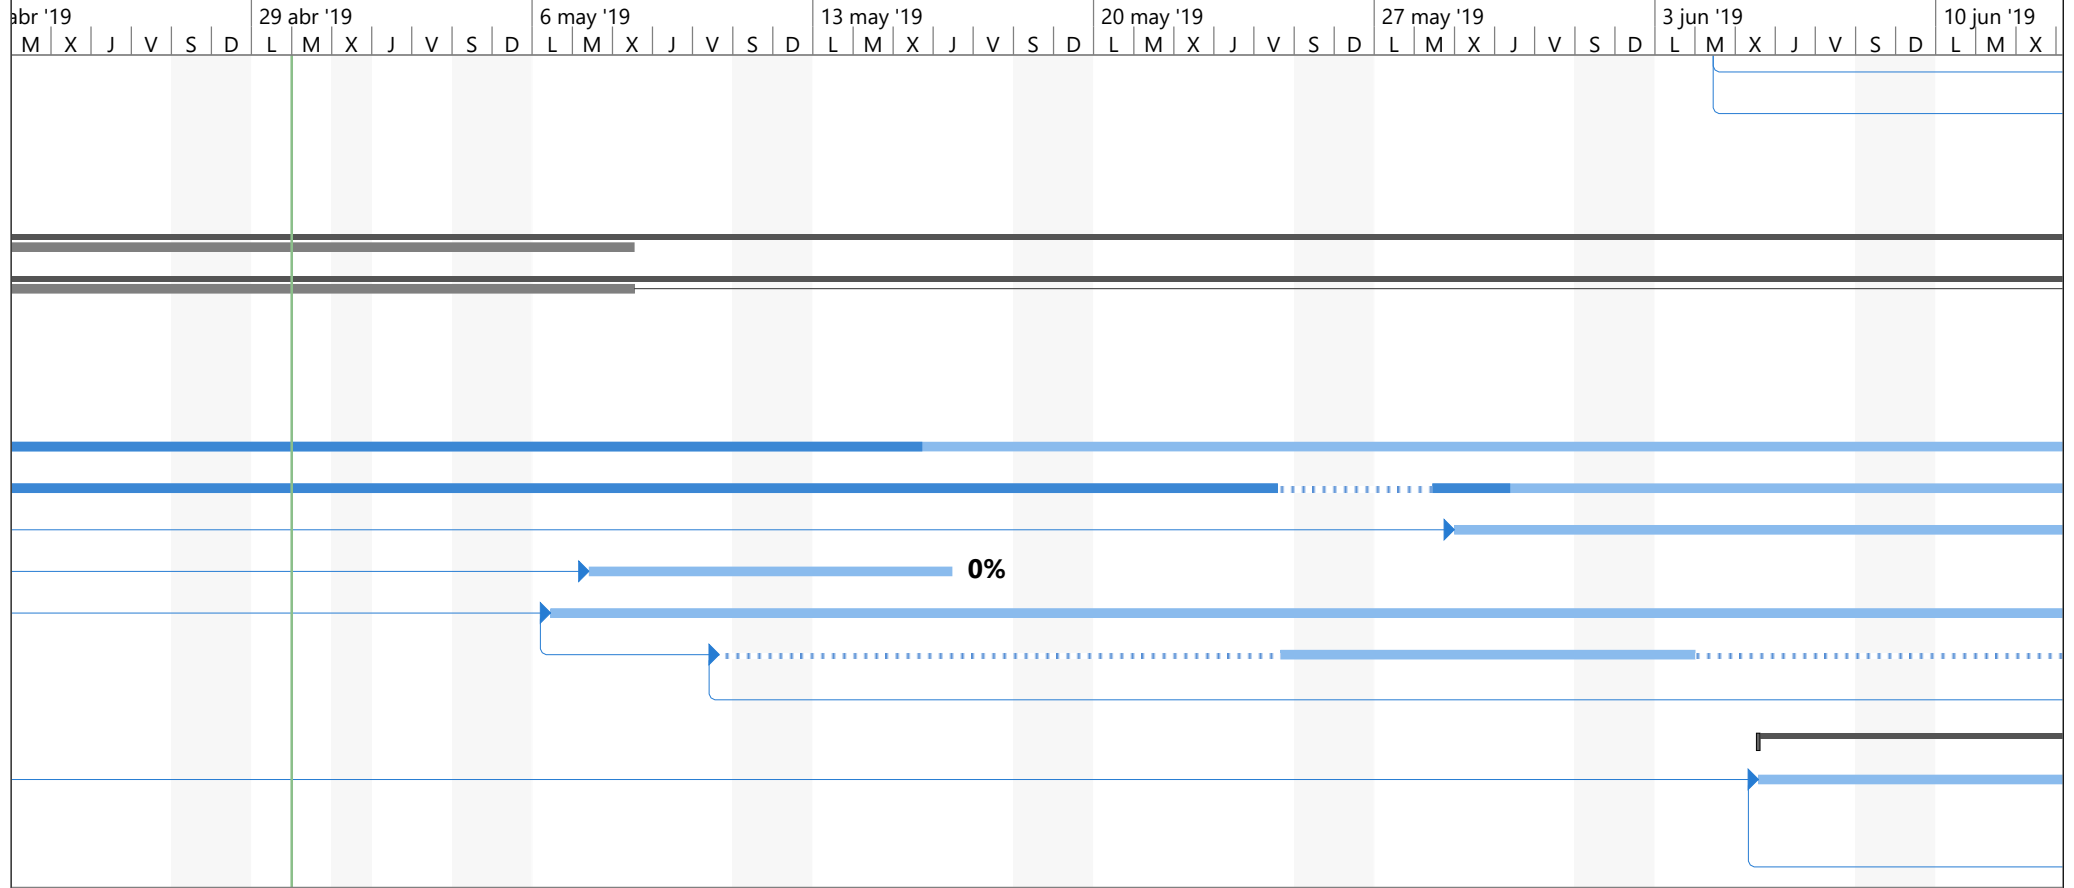 abr '19 29 abr '19 6 may '19 13 may '19 20 may '19 27 may '19 3 jun '19 10 jun '19
M X J V S D L M X J V S D L M X J V S D L M X J V S D L M X J V S D L M X J V S D L M X J V S D L M X
0%